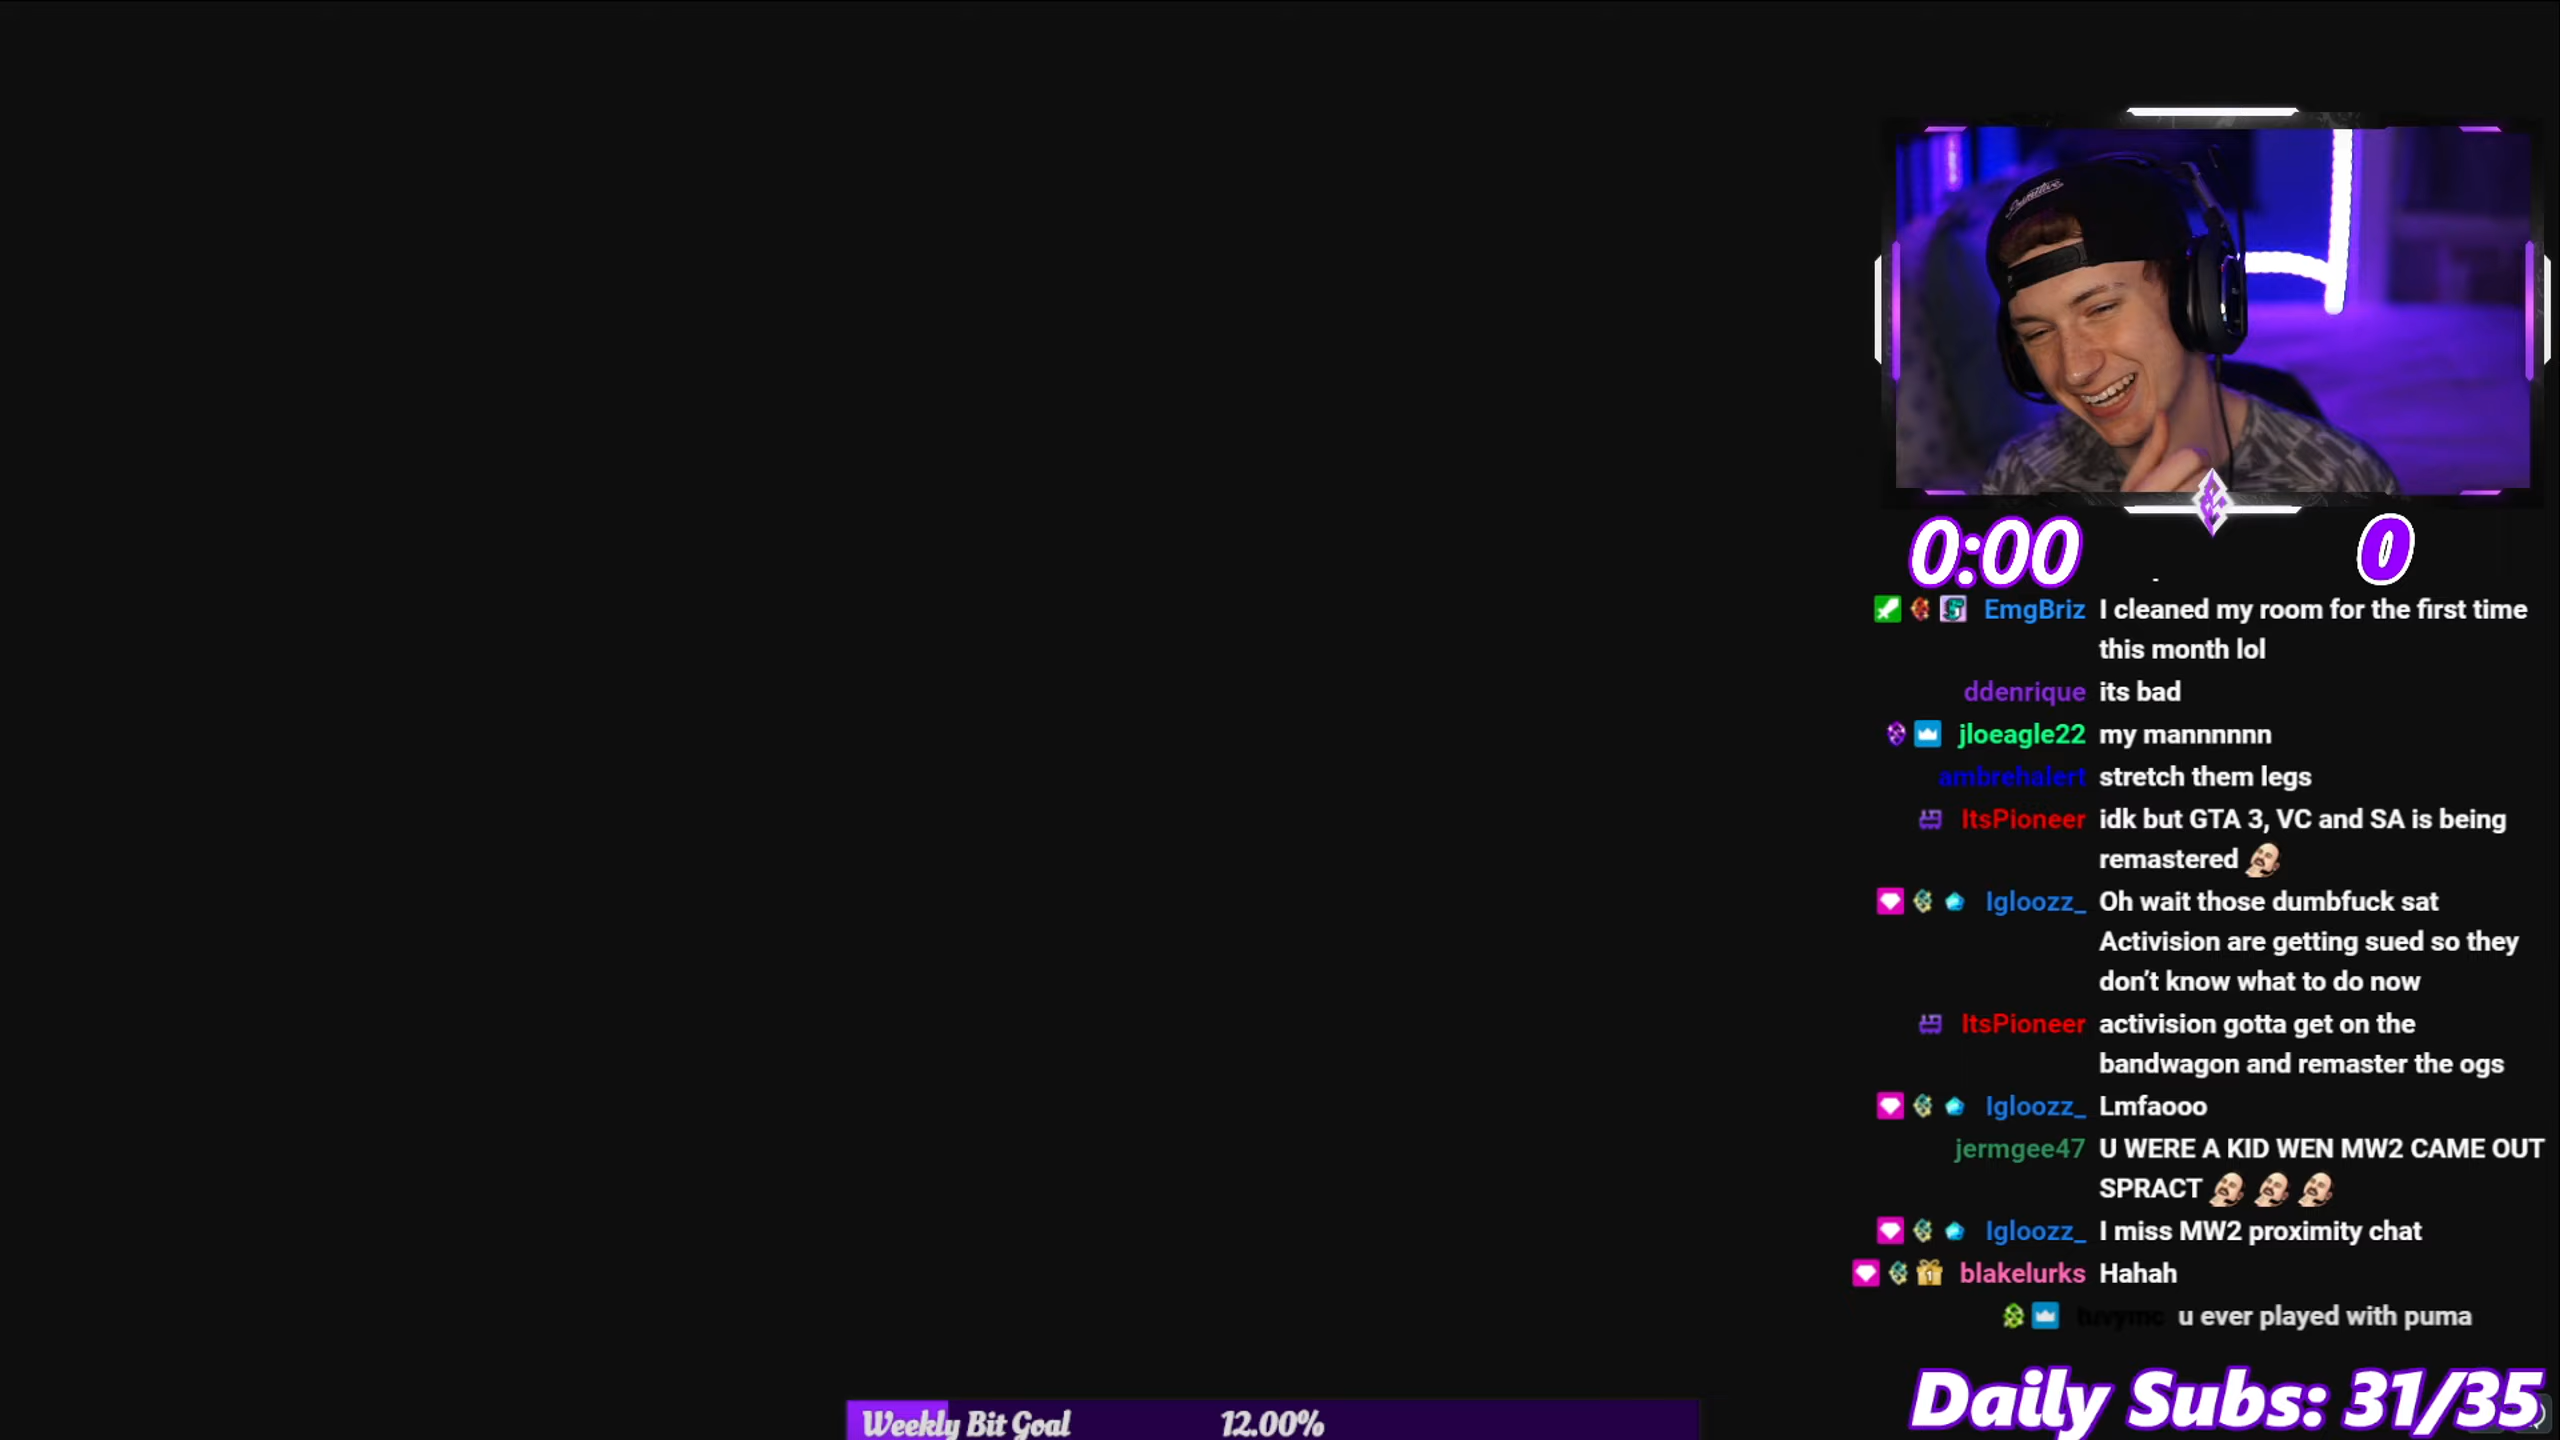 0:00
0
EmgBriz I cleaned my room for the first time
this month lol
ddenrique its bad
jloeagle22 my mannnnnn
ambrehalert stretch them legs
ItsPioneer idk but GTA 3, VC and SA is being
remastered
Igloozz_ Oh wait those dumbfuck sat
Activision are getting sued so they
don't know what to do now
ItsPioneer activision gotta get on the
bandwagon and remaster the ogs
Igloozz_ Lmfaooo
jermgee47 U WERE A KID WEN MW2 CAME OUT
SPRACT
Igloozz_ I miss MW2 proximity chat
blakelurks Hahah
u ever played with puma
Daily Subs: 31/35
Weekly Bit Goal 12.00%